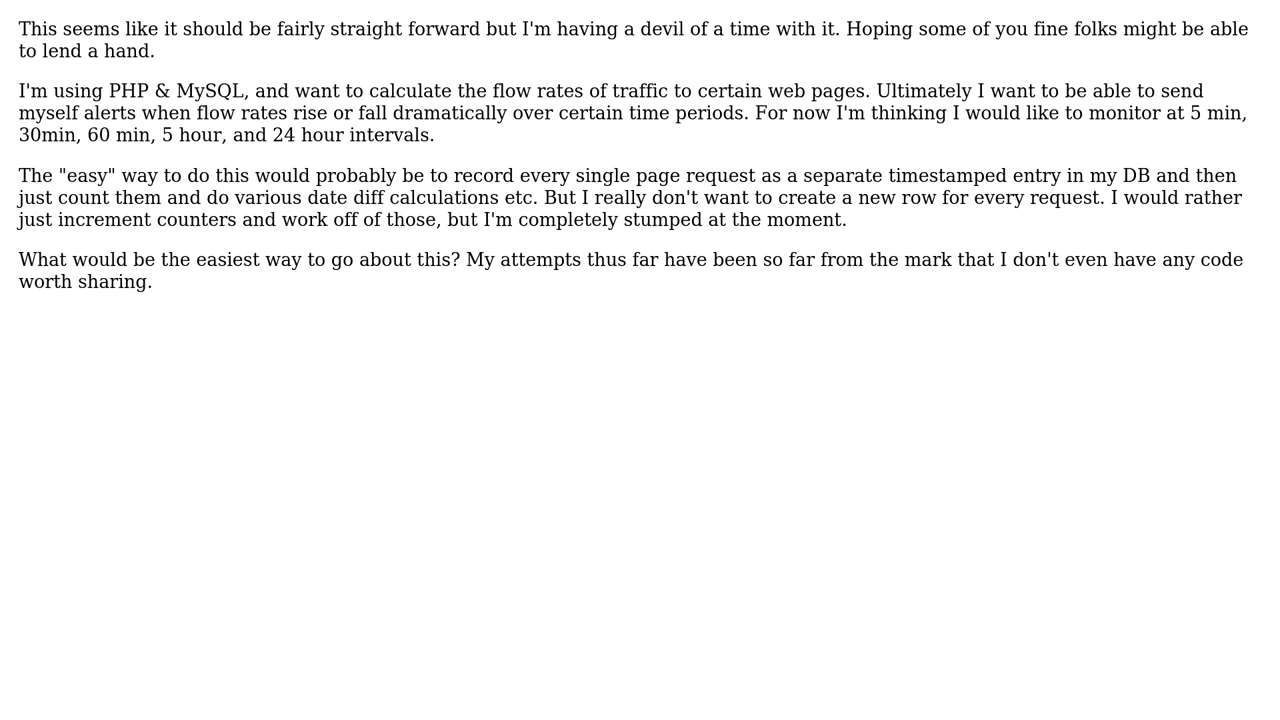 This seems like it should be fairly straight forward but I'm having a devil of a time with it. Hoping some of you fine folks might be able
to lend a hand.
I'm using PHP & MySQL, and want to calculate the flow rates of traffic to certain web pages. Ultimately I want to be able to send
myself alerts when flow rates rise or fall dramatically over certain time periods. For now I'm thinking I would like to monitor at 5 min,
30min, 60 min, 5 hour, and 24 hour intervals.
The "easy" way to do this would probably be to record every single page request as a separate timestamped entry in my DB and then
just count them and do various date diff calculations etc. But I really don't want to create a new row for every request. I would rather
just increment counters and work off of those, but I'm completely stumped at the moment.
What would be the easiest way to go about this? My attempts thus far have been so far from the mark that I don't even have any code
worth sharing.